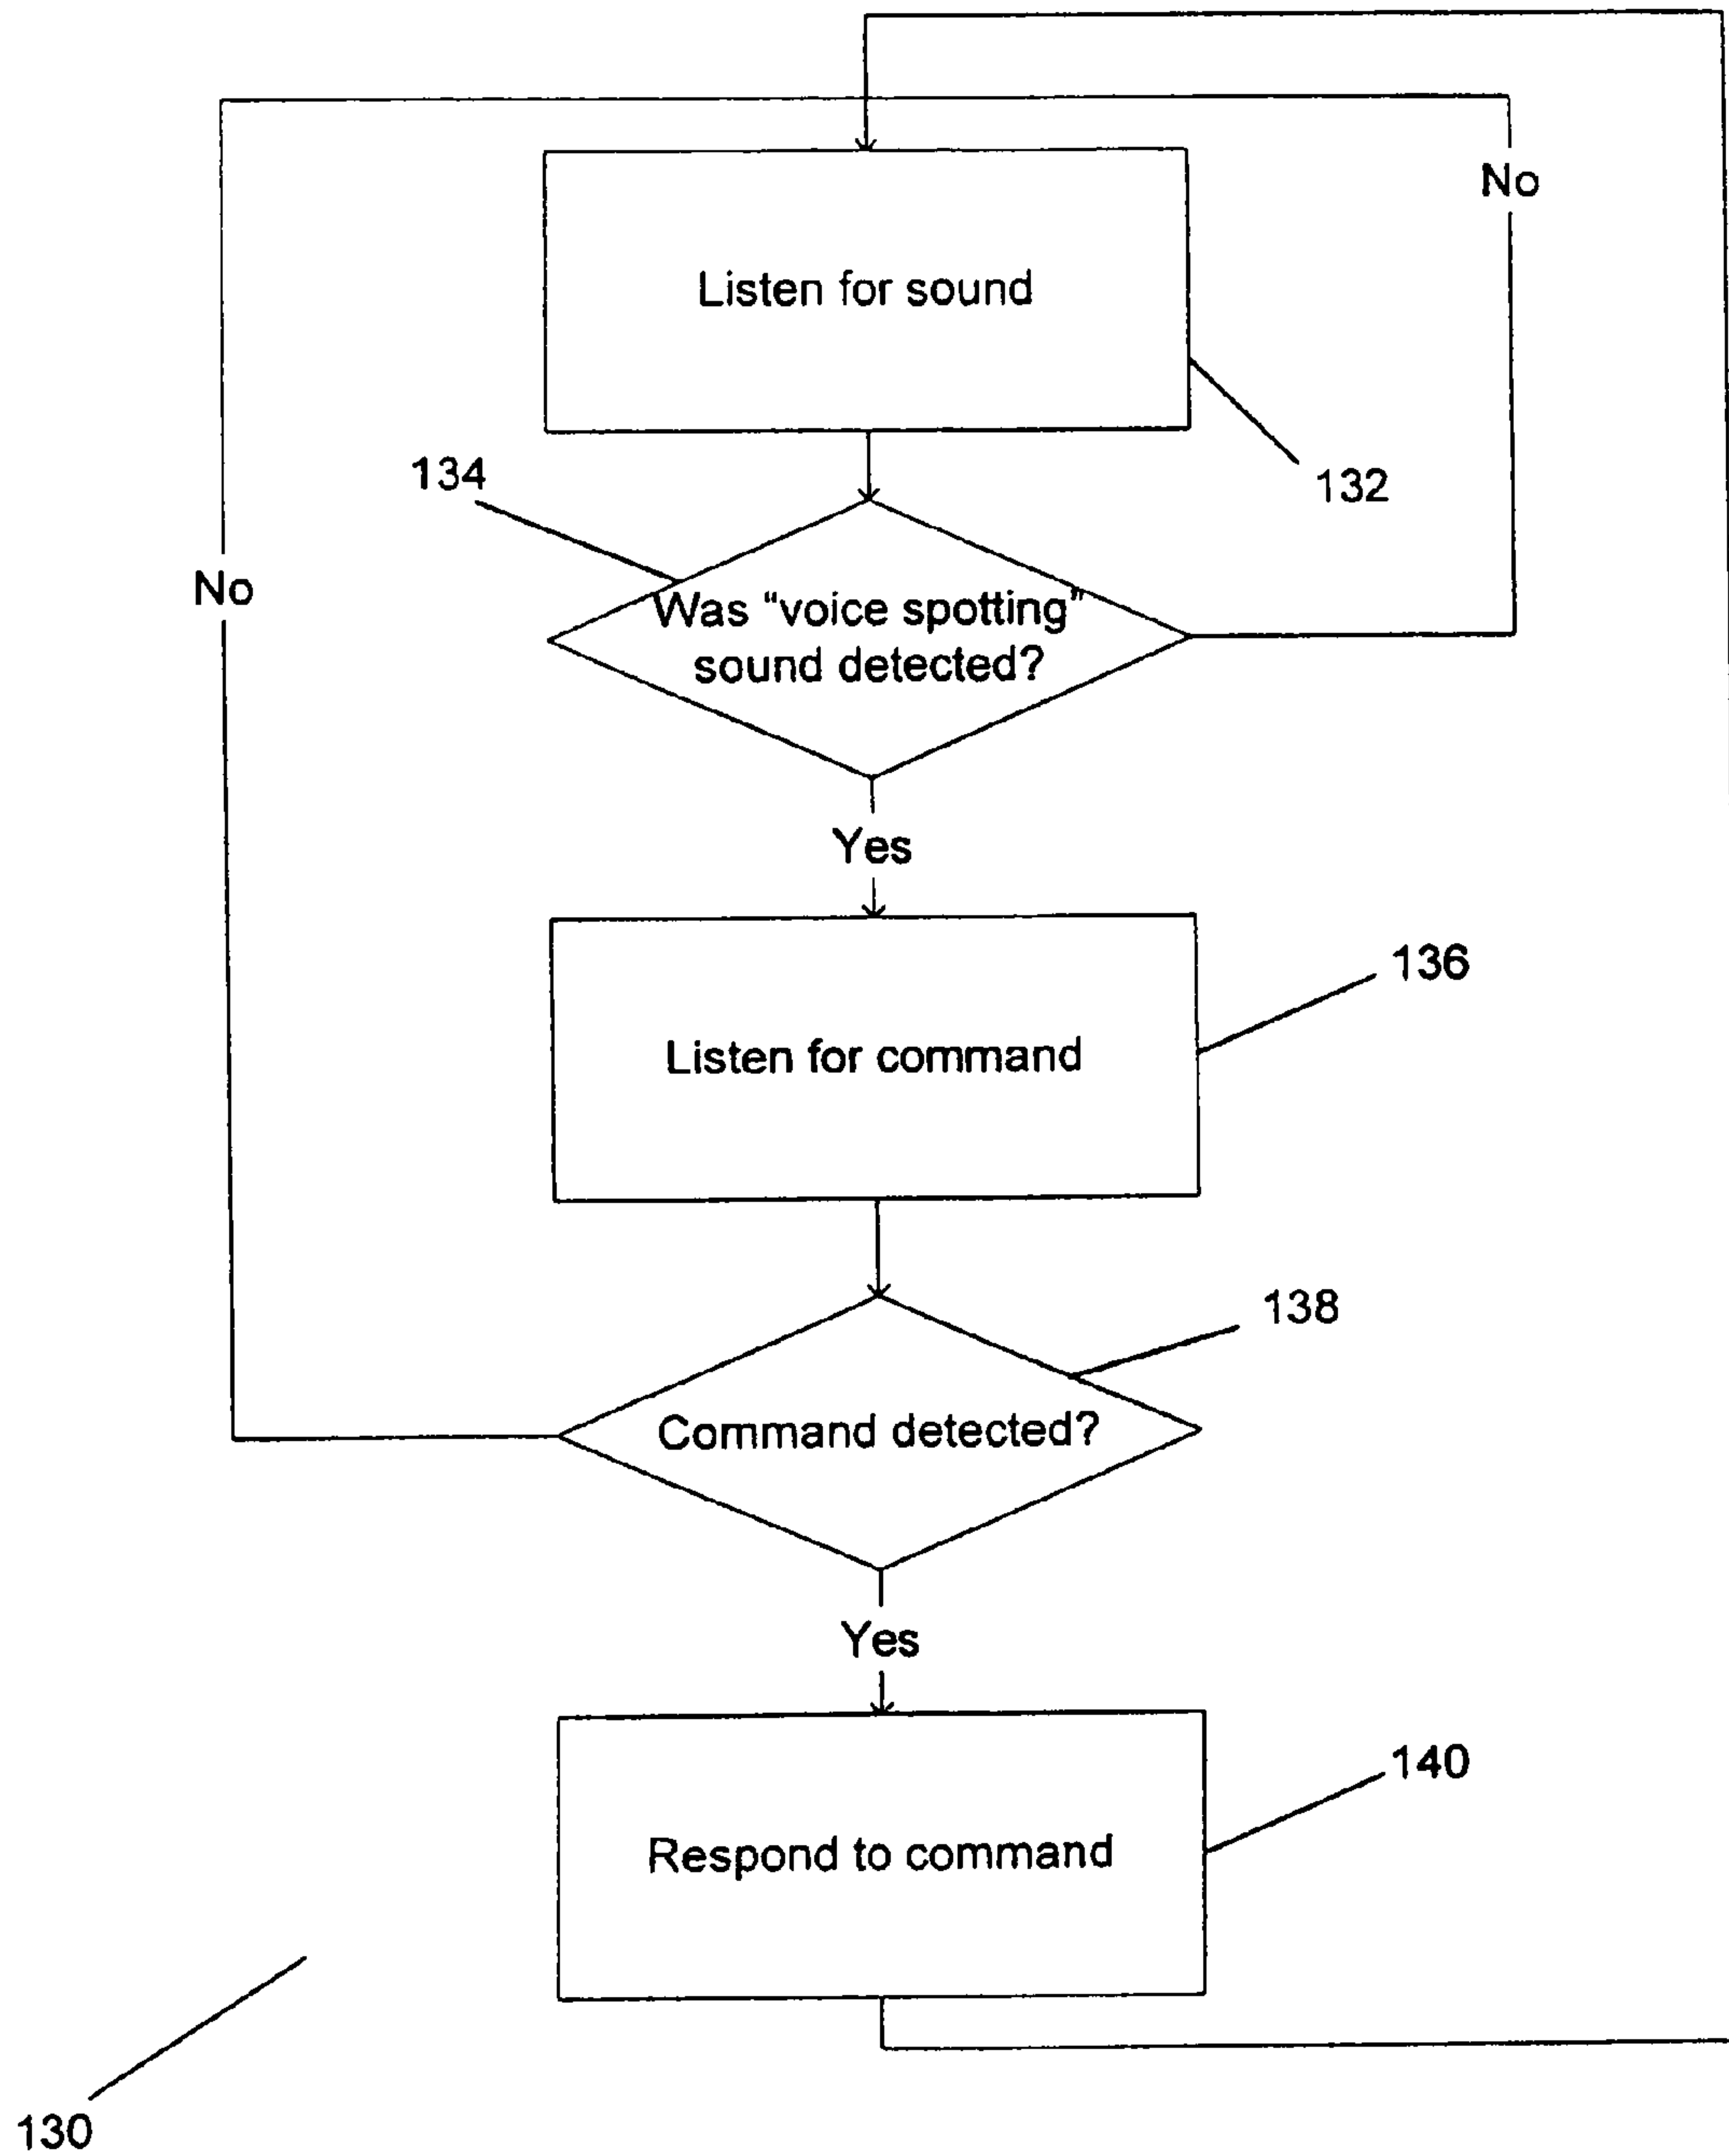 No
Listen for sound
132
134
No
Was “voice spotting”
sound detected?
Yes
136
Listen for command
138
Command detected?
Yes
140
Respond to command
130